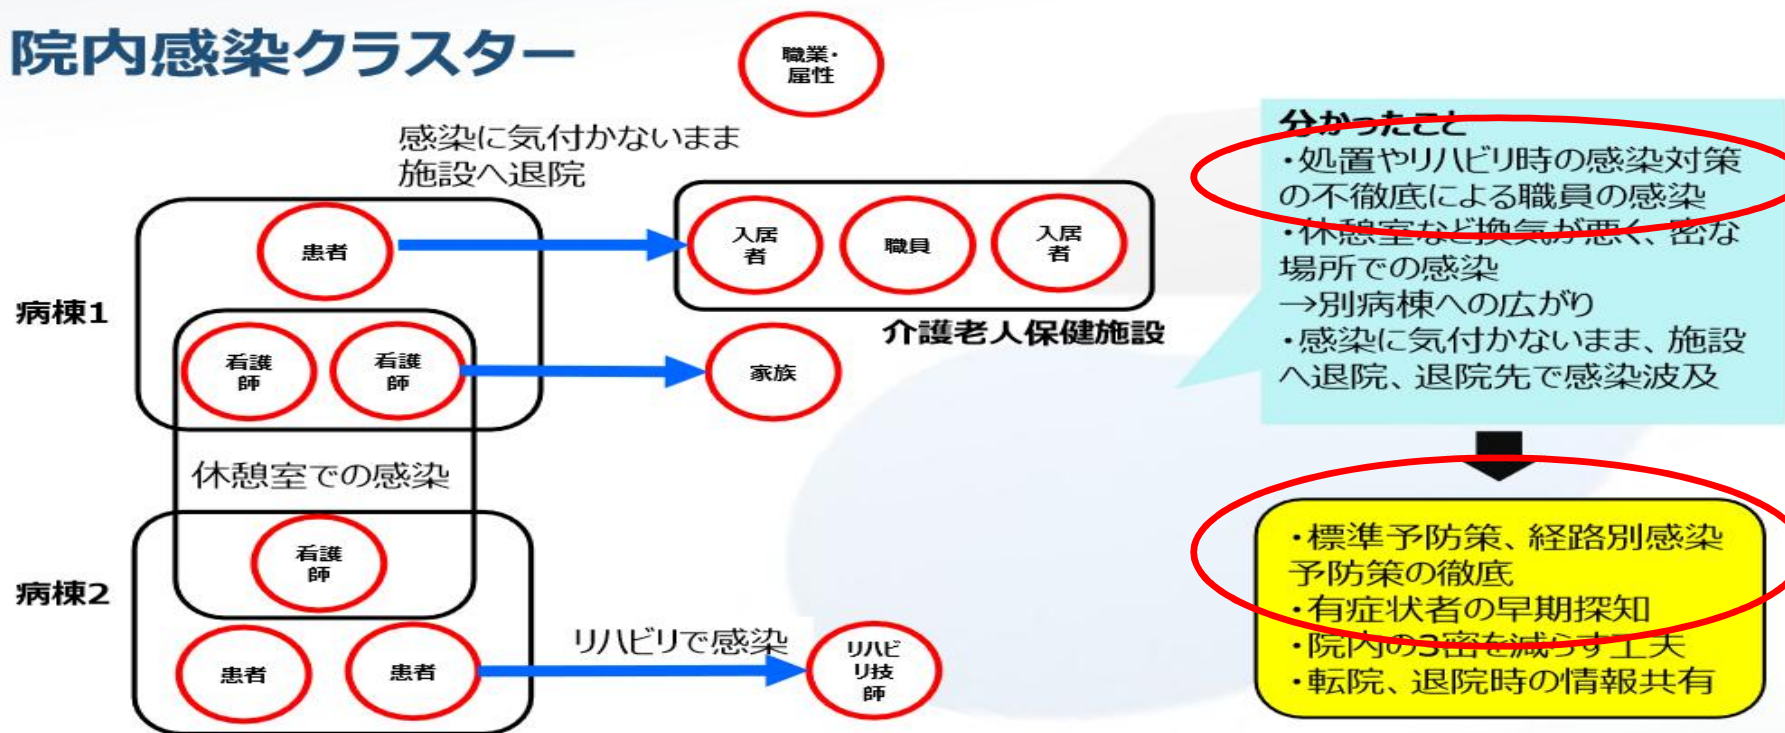 院内感染クラスター
職業・
屈性
感染に気付かないまま
施設へ退院
病棟1
患者
看護
師
看護
師
入居
者
職員
入居
者
介護老人保健施設
家族
休憩室での感染
病棟2
看護
師
患者
患者
リハビリで感染
リハビ
リ技
師
分かったこと
・処置やリハビリ時の感染対策
の不徹底による職員の感染
・休憩室など換気が悪く、密な
場所での感染
→別病棟への広がり
・感染に気付かないまま、施設
へ退院、退院先で感染波及
・標準予防策、経路別感染
予防策の徹底
・有症状者の早期探知
・院内の3密を減らす工夫
・転院、退院時の情報共有